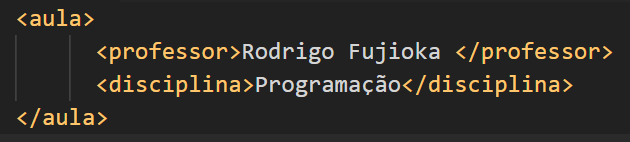 <aula>
<professor>Rodrigo Fujioka </professor>
<disciplina>Programação</disciplina>
</aula>